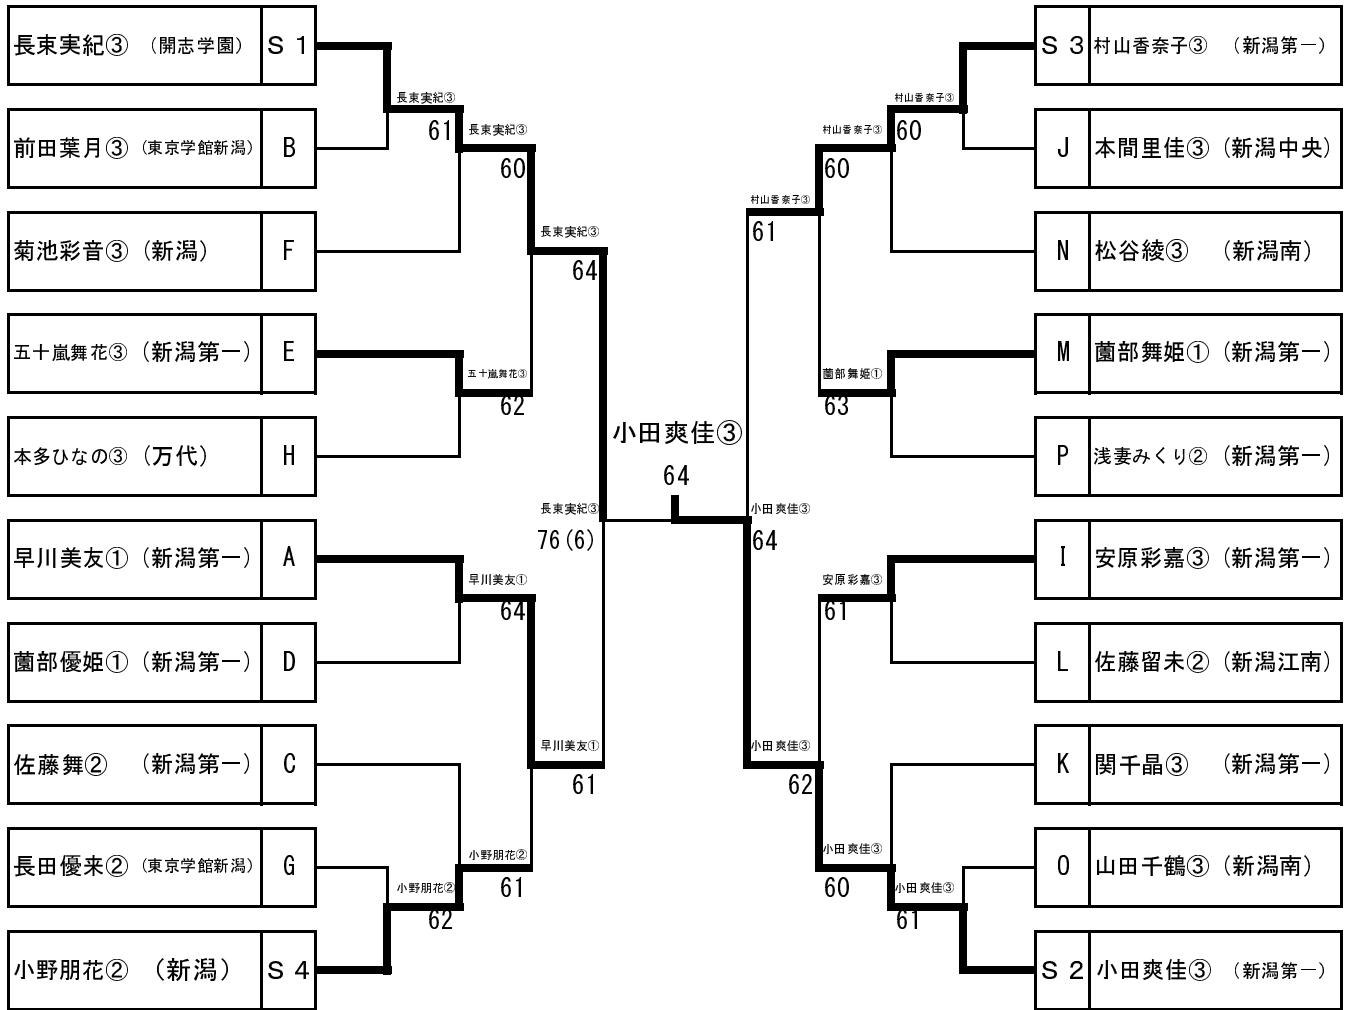 長束実紀③ (開志学園) S 1
前田葉月③ (東京学館新潟) B
菊池彩音③ (新潟) F
五十嵐舞花③ (新潟第一) E
本多ひなの③ (万代) H
早川美友① (新潟第一) A
薗部優姫① (新潟第一) D
佐藤舞② (新潟第一) C
長田優来② (東京学館新潟) G
小野朋花② (新潟) S 4
長束実紀③
61
長束実紀③
60
長束実紀③
64
五十嵐舞花③
62
長束実紀③
76(6)
早川美友①
64
早川美友①
61
小野朋花②
61
小野朋花②
62
小田爽佳③
64
村山香奈子③
60
村山香奈子③
60
村山香奈子③
61
薗部舞姫①
63
小田爽佳③
64
安原彩嘉③
61
小田爽佳③
62
小田爽佳③
60
小田爽佳③
61
S 3 村山香奈子③ (新潟第一)
J 本間里佳③ (新潟中央)
N 松谷綾③ (新潟南)
M 薗部舞姫① (新潟第一)
P 浅妻みくり② (新潟第一)
I 安原彩嘉③ (新潟第一)
L 佐藤留未② (新潟江南)
K 関千晶③ (新潟第一)
O 山田千鶴③ (新潟南)
S 2 小田爽佳③ (新潟第一)